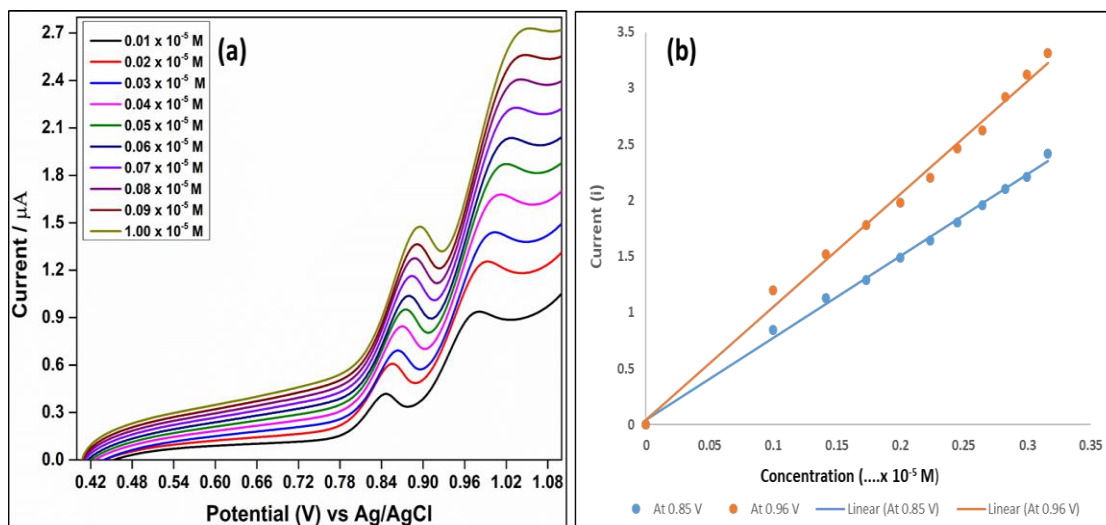 (a)
0.01 x 10⁻⁵ M
0.02 x 10⁻⁵ M
0.03 x 10⁻⁵ M
0.04 x 10⁻⁵ M
0.05 x 10⁻⁵ M
0.06 x 10⁻⁵ M
0.07 x 10⁻⁵ M
0.08 x 10⁻⁵ M
0.09 x 10⁻⁵ M
1.00 x 10⁻⁵ M
Current / μA
2.7
2.4
2.1
1.8
1.5
1.2
0.9
0.6
0.3
0.0
0.42 0.48 0.54 0.60 0.66 0.72 0.78 0.84 0.90 0.96 1.02 1.08
Potential (V) vs Ag/AgCl
(b)
Current (i)
3.5
3
2.5
2
1.5
1
0.5
0
0 0.05 0.1 0.15 0.2 0.25 0.3 0.35
Concentration (....x 10⁻⁵ M)
At 0.85 V At 0.96 V Linear (At 0.85 V) Linear (At 0.96 V)